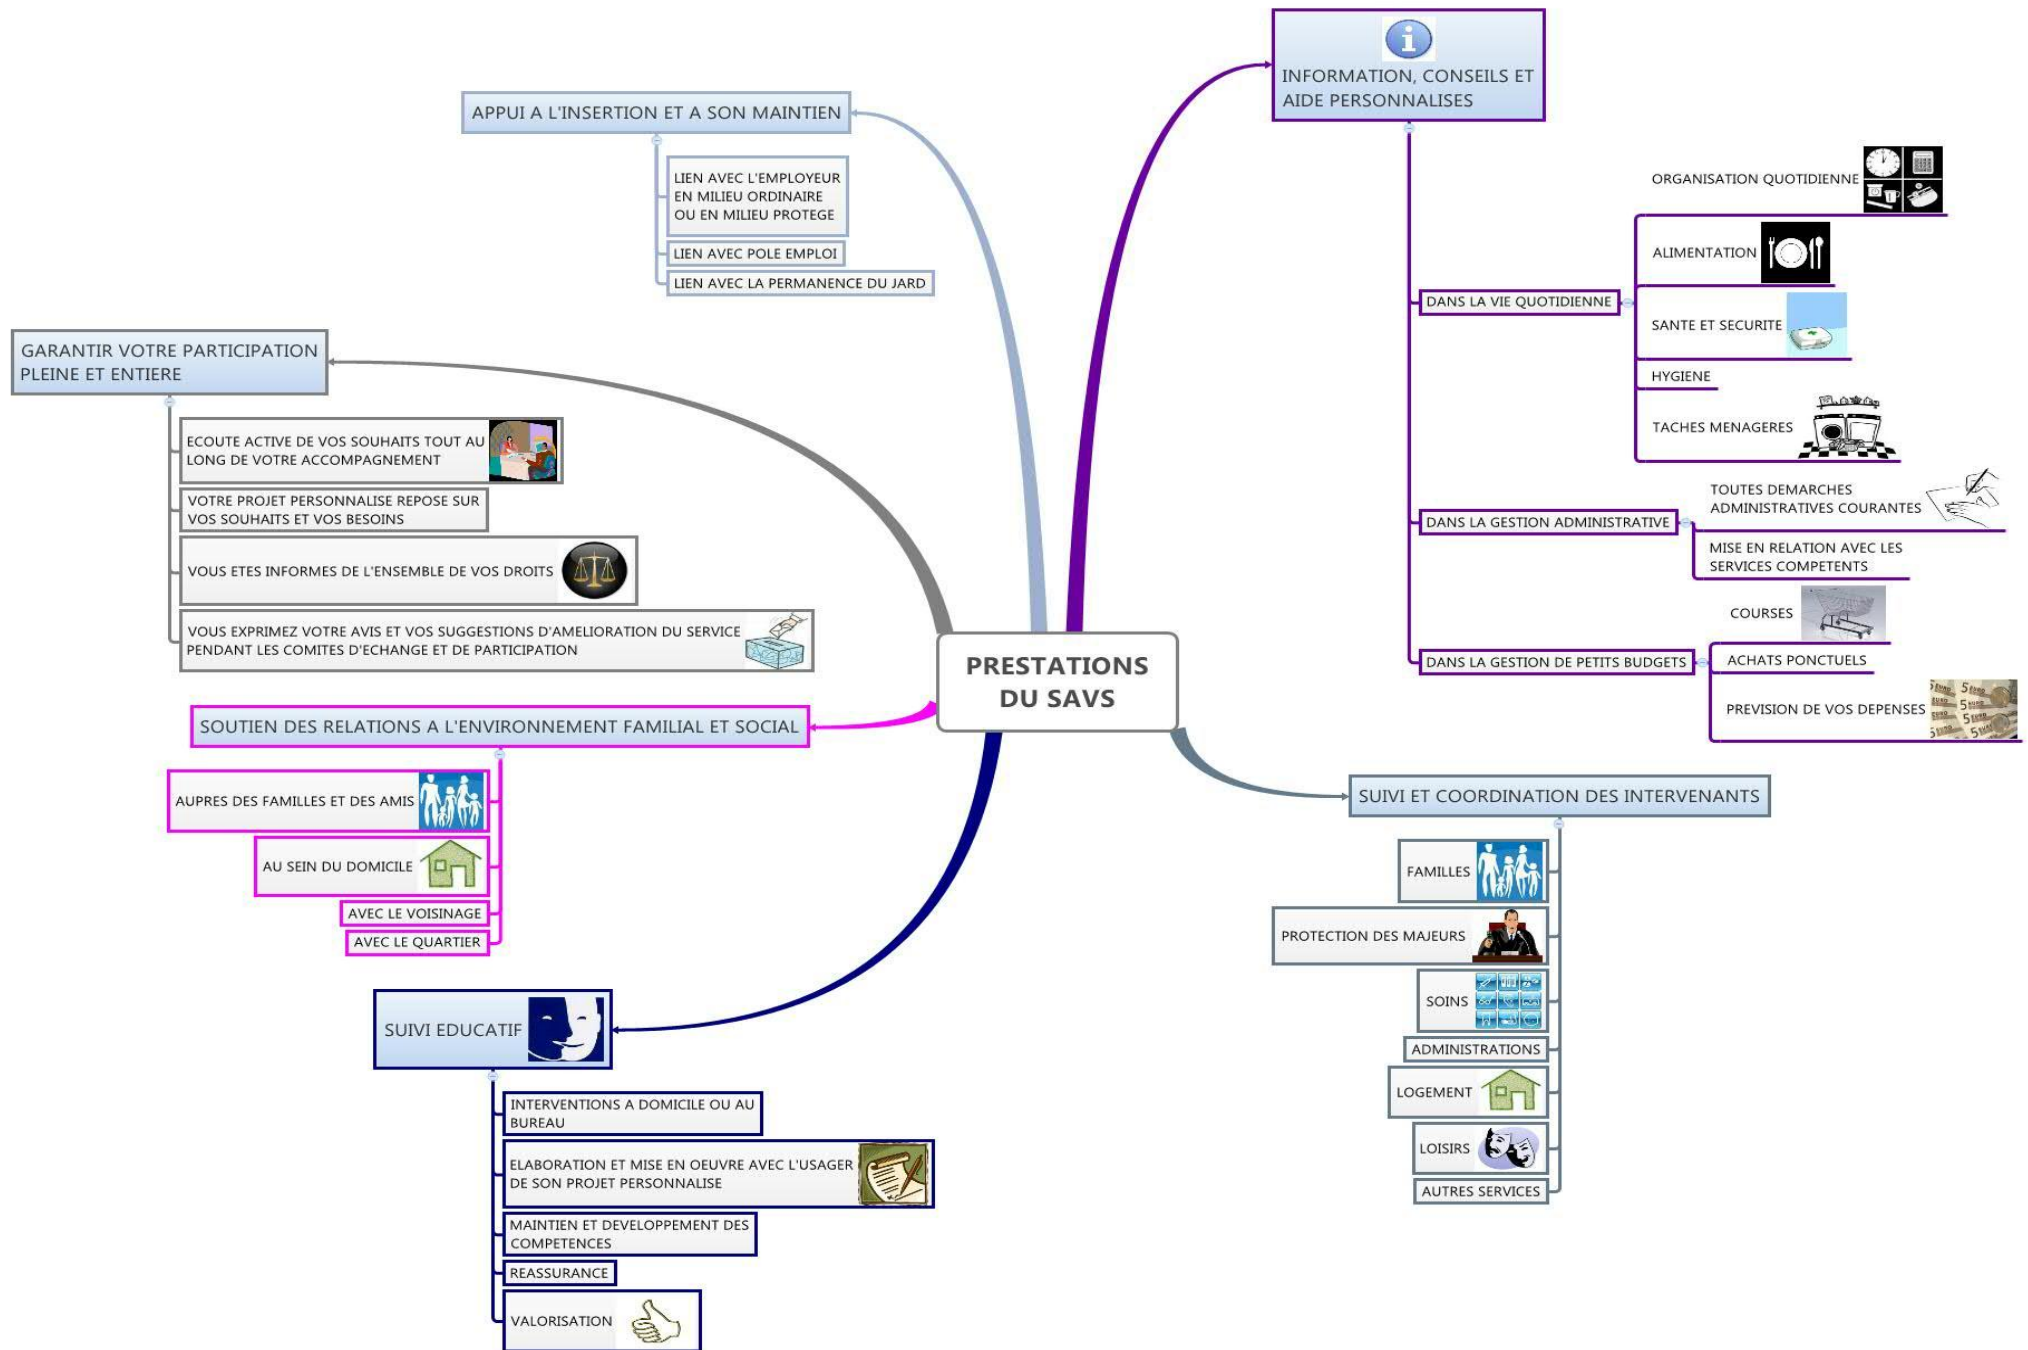 PRESTATIONS
DU SAVS
INFORMATION, CONSEILS ET
AIDE PERSONNALISES
DANS LA VIE QUOTIDIENNE
ORGANISATION QUOTIDIENNE
ALIMENTATION
SANTE ET SECURITE
HYGIENE
TACHES MENAGERES
DANS LA GESTION ADMINISTRATIVE
TOUTES DEMARCHES
ADMINISTRATIVES COURANTES
MISE EN RELATION AVEC LES
SERVICES COMPETENTS
DANS LA GESTION DE PETITS BUDGETS
COURSES
ACHATS PONCTUELS
PREVISION DE VOS DEPENSES
SUIVI ET COORDINATION DES INTERVENANTS
FAMILLES
PROTECTION DES MAJEURS
SOINS
ADMINISTRATIONS
LOGEMENT
LOISIRS
AUTRES SERVICES
SUIVI EDUCATIF
INTERVENTIONS A DOMICILE OU AU
BUREAU
ELABORATION ET MISE EN OEUVRE AVEC L'USAGER
DE SON PROJET PERSONNALISE
MAINTIEN ET DEVELOPPEMENT DES
COMPETENCES
REASSURANCE
VALORISATION
SOUTIEN DES RELATIONS A L'ENVIRONNEMENT FAMILIAL ET SOCIAL
AUPRES DES FAMILLES ET DES AMIS
AU SEIN DU DOMICILE
AVEC LE VOISINAGE
AVEC LE QUARTIER
GARANTIR VOTRE PARTICIPATION
PLEINE ET ENTIERE
ECOUTE ACTIVE DE VOS SOUHAITS TOUT AU
LONG DE VOTRE ACCOMPAGNEMENT
VOTRE PROJET PERSONNALISE REPOSE SUR
VOS SOUHAITS ET VOS BESOINS
VOUS ETES INFORMES DE L'ENSEMBLE DE VOS DROITS
VOUS EXPRIMEZ VOTRE AVIS ET VOS SUGGESTIONS D'AMELIORATION DU SERVICE
PENDANT LES COMITES D'ECHANGE ET DE PARTICIPATION
APPUI A L'INSERTION ET A SON MAINTIEN
LIEN AVEC L'EMPLOYEUR
EN MILIEU ORDINAIRE
OU EN MILIEU PROTEGE
LIEN AVEC POLE EMPLOI
LIEN AVEC LA PERMANENCE DU JARD